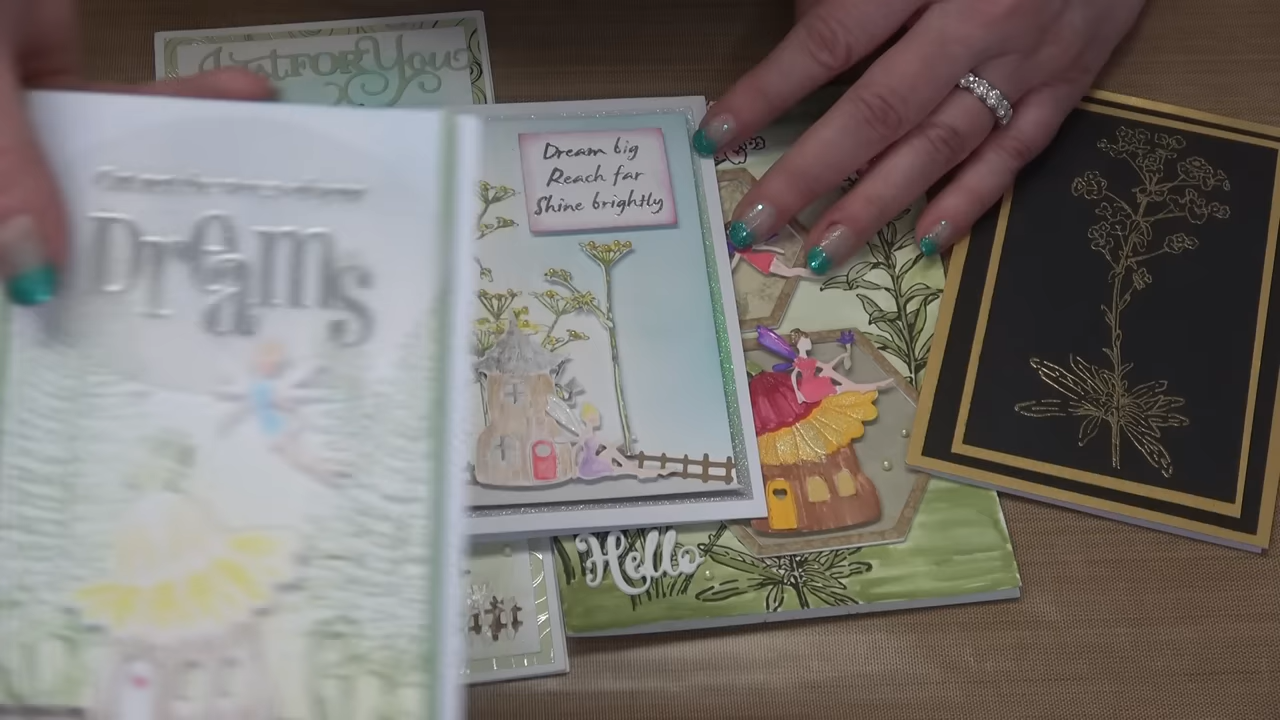 Just for You
Dream big
Reach far
Shine brightly
Dreams
Hello